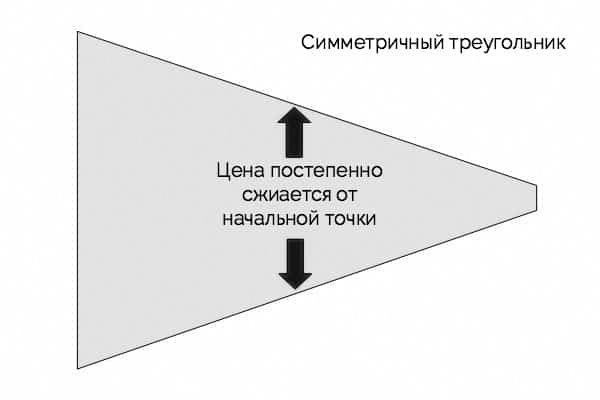 Симметричный треугольник
Цена постепенно
сжиается от
начальной точки